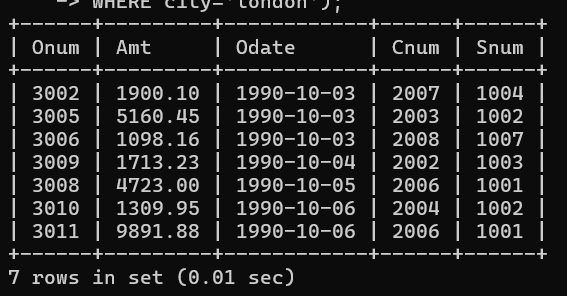 -> WHERE city='london');
+------+---------+------------+------+------+
| Onum | Amt     | Odate      | Cnum | Snum |
+------+---------+------------+------+------+
| 3002 | 1900.10 | 1990-10-03 | 2007 | 1004 |
| 3005 | 5160.45 | 1990-10-03 | 2003 | 1002 |
| 3006 | 1098.16 | 1990-10-03 | 2008 | 1007 |
| 3009 | 1713.23 | 1990-10-04 | 2002 | 1003 |
| 3008 | 4723.00 | 1990-10-05 | 2006 | 1001 |
| 3010 | 1309.95 | 1990-10-06 | 2004 | 1002 |
| 3011 | 9891.88 | 1990-10-06 | 2006 | 1001 |
+------+---------+------------+------+------+
7 rows in set (0.01 sec)